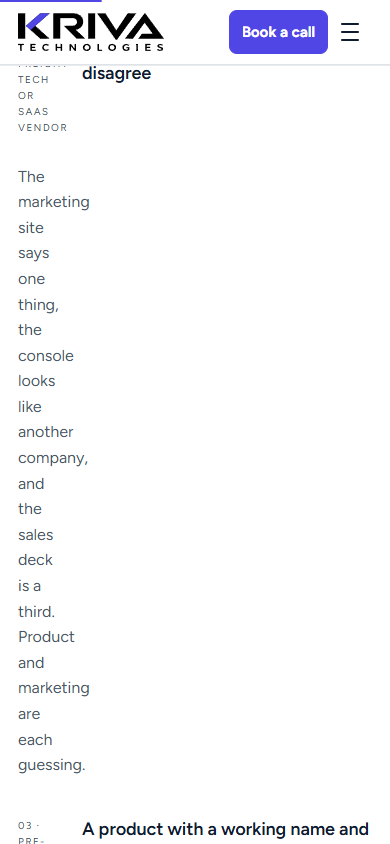 KRIVA
TECHNOLOGIES
Book a call
disagree
TECH
OR
SAAS
VENDOR
The
marketing
site
says
one
thing,
the
console
looks
like
another
company,
and
the
sales
deck
is a
third.
Product
and
marketing
are
each
guessing.
03 ·
PRE-
A product with a working name and